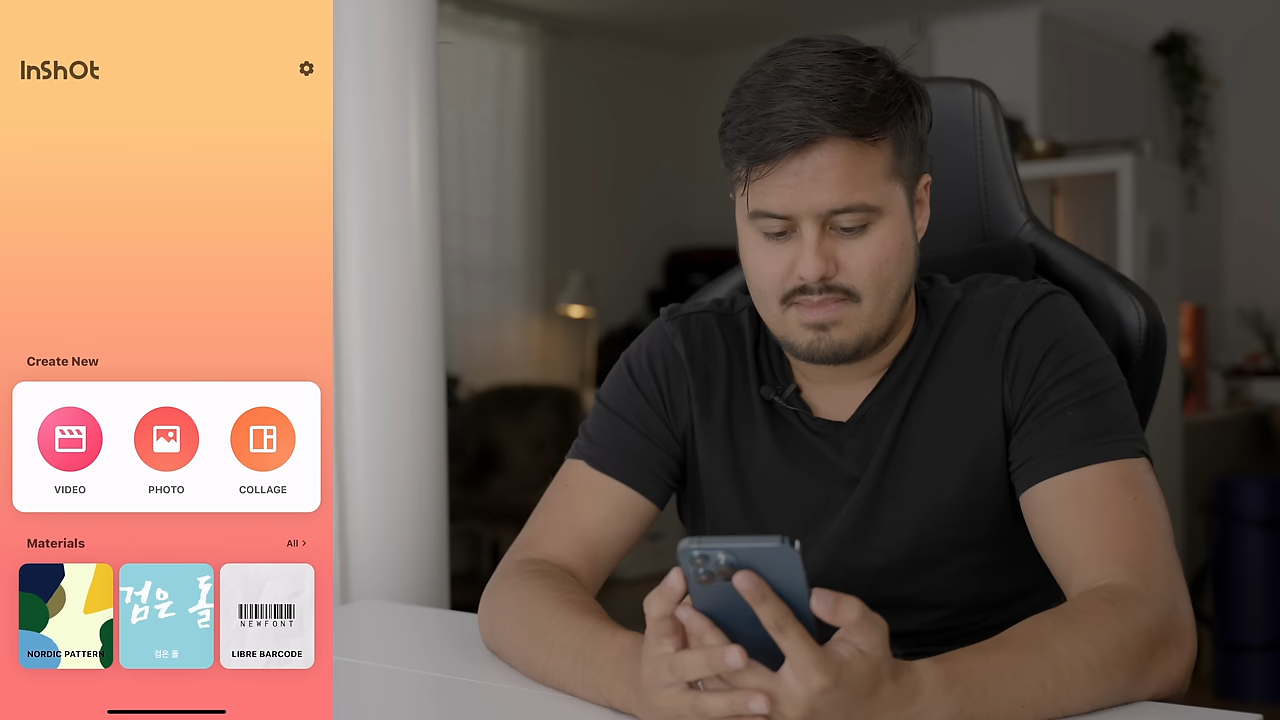 InShOt
Create New
VIDEO
PHOTO
COLLAGE
Materials
All >
검은 돌
NEWFONT
NORDIC PATTERN
검은 돌
LIBRE BARCODE